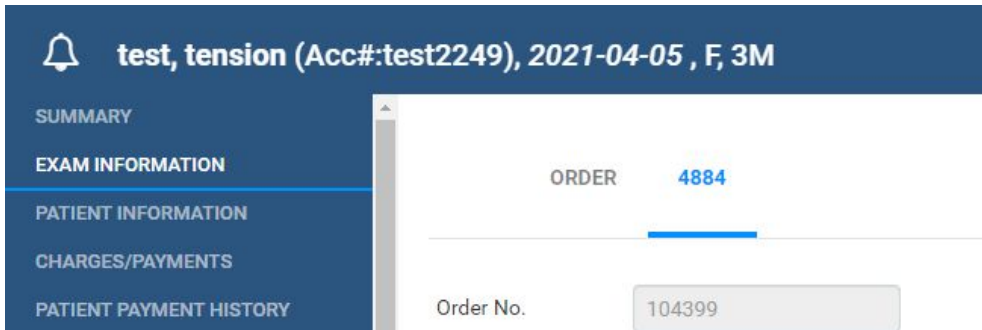 test, tension (Acc#:test2249), 2021-04-05 , F, 3M
SUMMARY
EXAM INFORMATION
PATIENT INFORMATION
CHARGES/PAYMENTS
PATIENT PAYMENT HISTORY
ORDER 4884
Order No. 104399